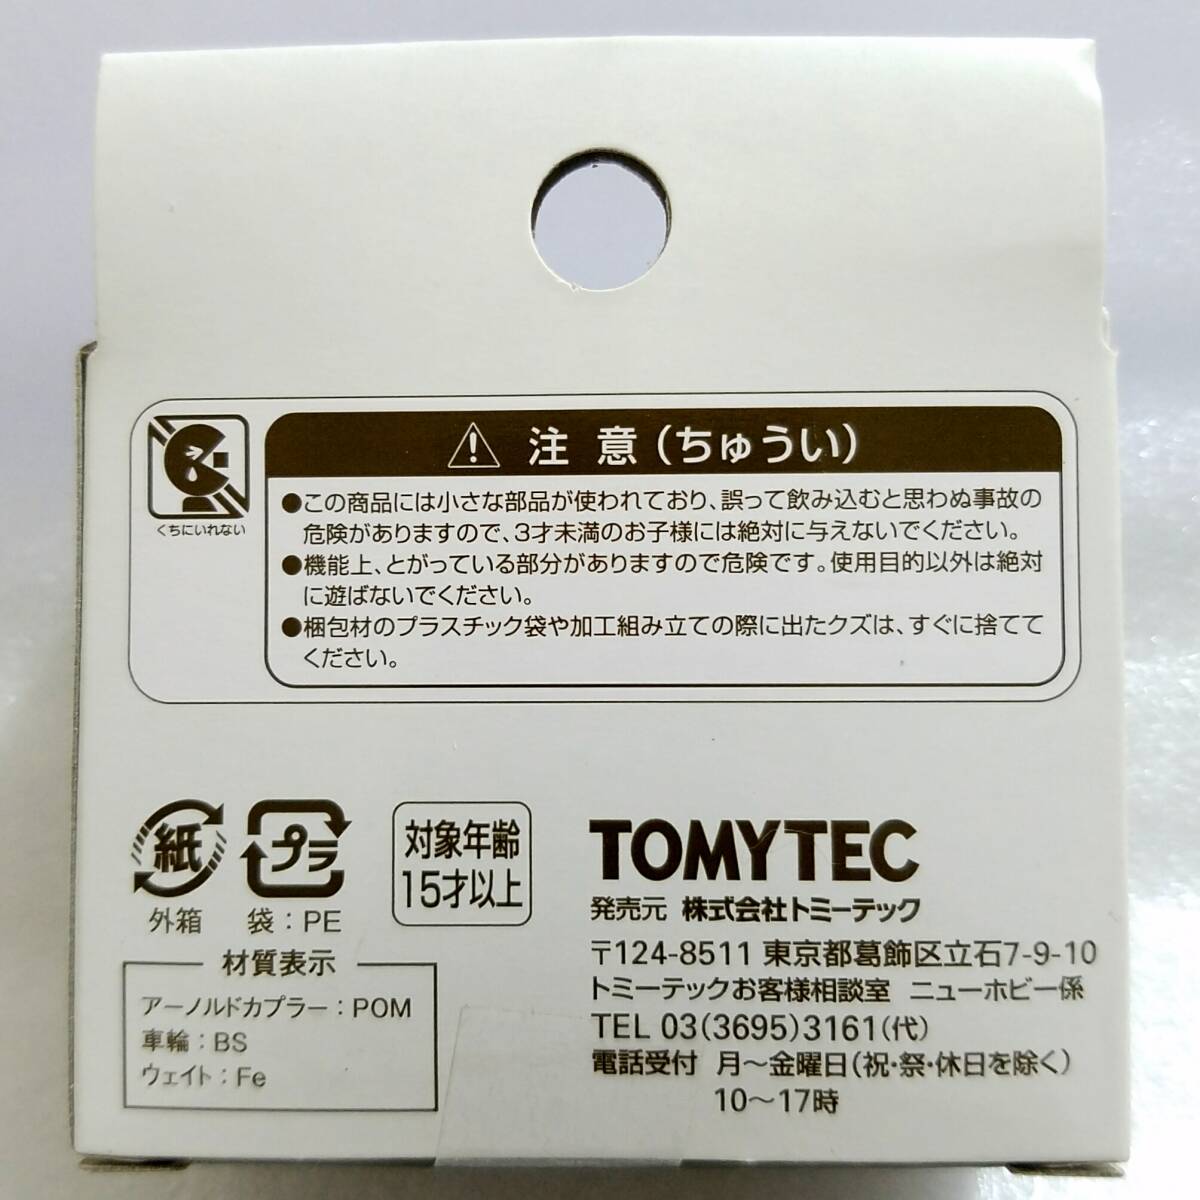 注意(ちゅうい)
くちにいれない
●この商品には小さな部品が使われており、誤って飲み込むと思わぬ事故の
危険がありますので、3才未満のお子様には絶対に与えないでください。
●機能上、とがっている部分がありますので危険です。使用目的以外は絶対
に遊ばないでください。
●梱包材のプラスチック袋や加工組み立ての際に出たクズは、すぐに捨てて
ください。
紙
外箱
プラ
袋:PE
対象年齢
15才以上
材質表示
アーノルドカプラー:POM
車輪:BS
ウェイト:Fe
TOMYTEC
発売元 株式会社トミーテック
〒124-8511 東京都葛飾区立石7-9-10
トミーテックお客様相談室 ニューホビー係
TEL 03(3695)3161(代)
電話受付 月〜金曜日(祝・祭・休日を除く)
10〜17時